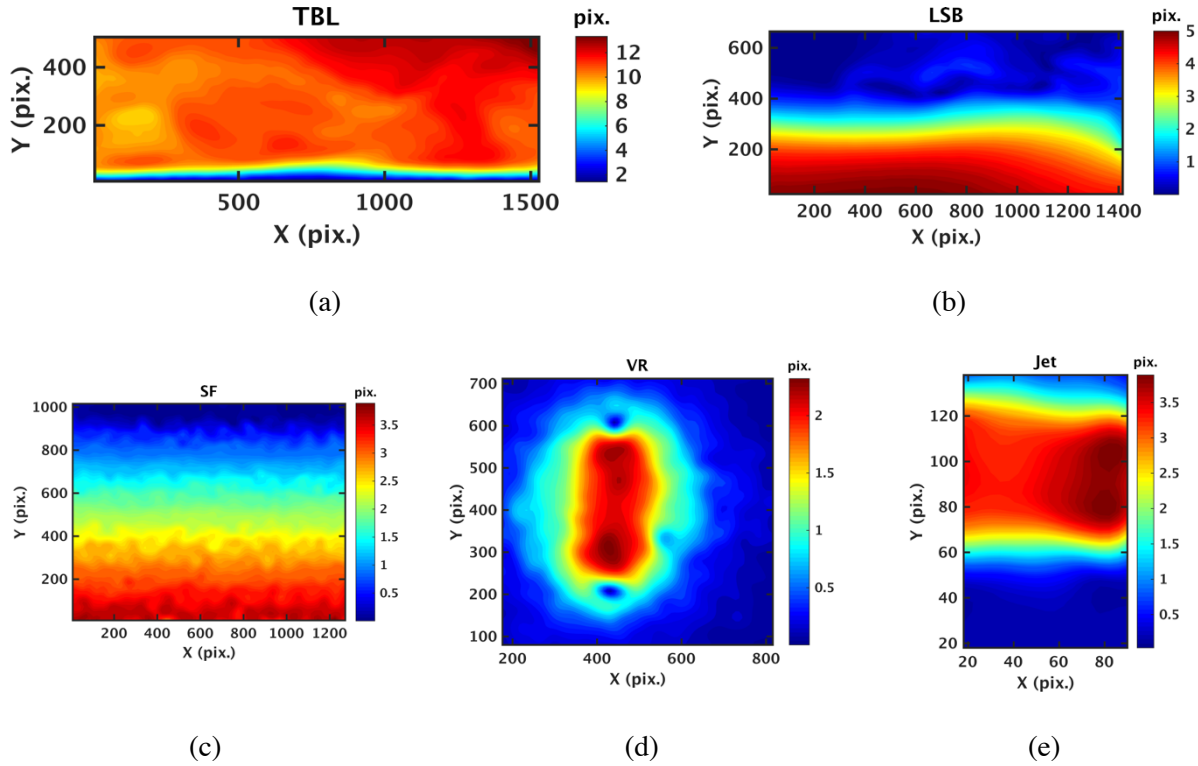 TBL
pix.
400
200
Y (pix.)
500 1000 1500
X (pix.)
12
10
8
6
4
2
(a)
LSB
pix.
600
400
200
Y (pix.)
200 400 600 800 1000 1200 1400
X (pix.)
5
4
3
2
1
(b)
SF
pix.
1000
800
600
400
200
Y (pix.)
200 400 600 800 1000 1200
X (pix.)
3.5
3
2.5
2
1.5
1
0.5
(c)
VR
pix.
700
600
500
400
300
200
100
Y (pix.)
200 400 600 800
X (pix.)
2
1.5
1
0.5
(d)
Jet
pix.
120
100
80
60
40
20
Y (pix.)
20 40 60 80
X (pix.)
3.5
3
2.5
2
1.5
1
0.5
(e)